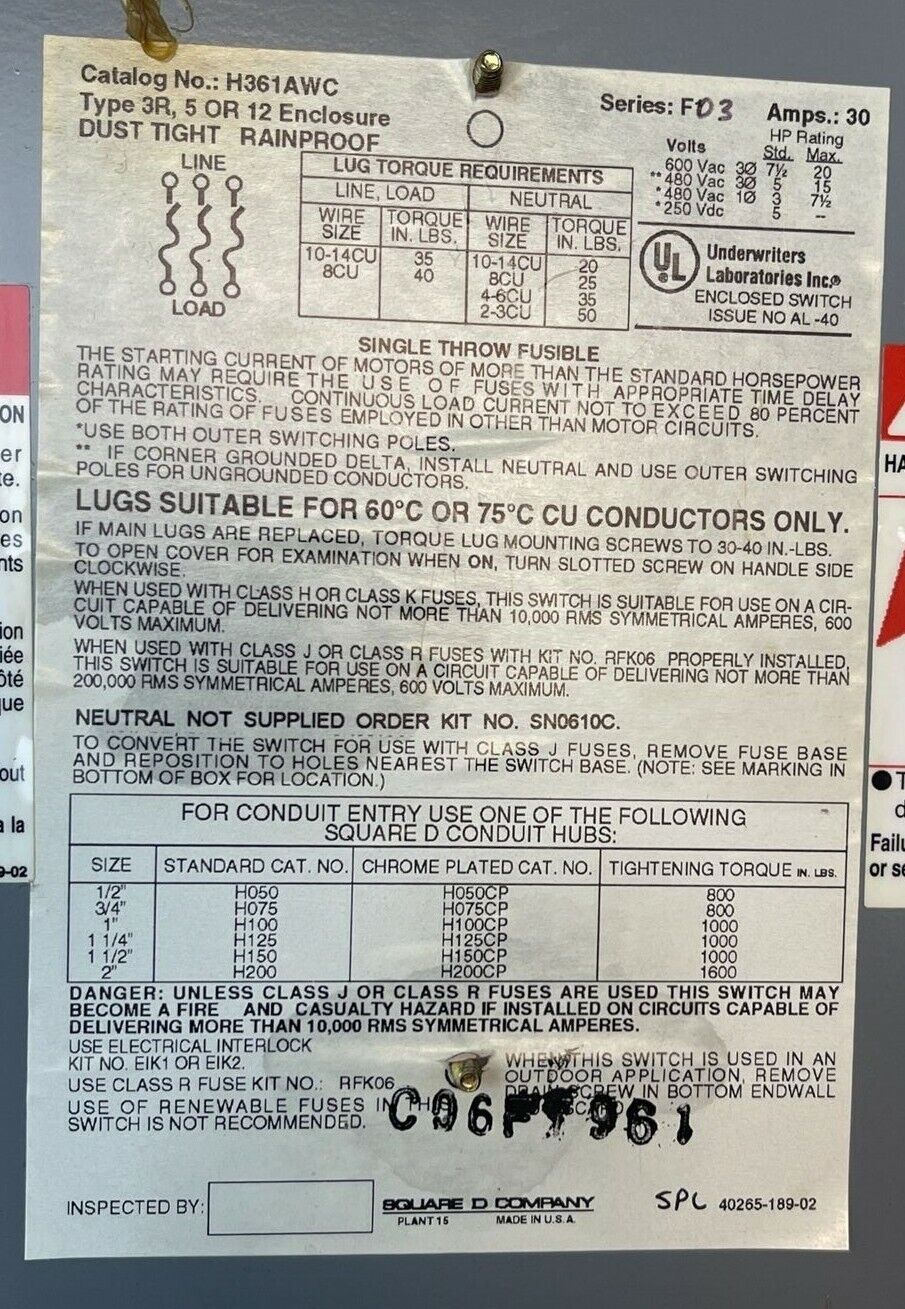 Catalog No.: H361AWC
Type 3R, 5 OR 12 Enclosure
DUST TIGHT RAINPROOF
Series: F03 Amps.: 30
LINE
LOAD
LUG TORQUE REQUIREMENTS
LINE, LOAD NEUTRAL
WIRE SIZE TORQUE IN. LBS. WIRE SIZE TORQUE IN. LBS.
10-14CU 35 10-14CU 20
8CU 40 8CU 25
4-6CU 35
2-3CU 50
HP Rating
Volts Std. Max.
600 Vac 3Ø 7½ 20
**480 Vac 3Ø 5 15
*480 Vac 1Ø 3 7½
*250 Vdc 5 --
UL
Underwriters
Laboratories Inc.®
ENCLOSED SWITCH
ISSUE NO AL-40
SINGLE THROW FUSIBLE
THE STARTING CURRENT OF MOTORS OF MORE THAN THE STANDARD HORSEPOWER
RATING MAY REQUIRE THE USE OF FUSES WITH APPROPRIATE TIME DELAY
CHARACTERISTICS. CONTINUOUS LOAD CURRENT NOT TO EXCEED 80 PERCENT
OF THE RATING OF FUSES EMPLOYED IN OTHER THAN MOTOR CIRCUITS.
*USE BOTH OUTER SWITCHING POLES.
** IF CORNER GROUNDED DELTA, INSTALL NEUTRAL AND USE OUTER SWITCHING
POLES FOR UNGROUNDED CONDUCTORS.
LUGS SUITABLE FOR 60°C OR 75°C CU CONDUCTORS ONLY.
IF MAIN LUGS ARE REPLACED, TORQUE LUG MOUNTING SCREWS TO 30-40 IN.-LBS.
TO OPEN COVER FOR EXAMINATION WHEN ON, TURN SLOTTED SCREW ON HANDLE SIDE
CLOCKWISE.
WHEN USED WITH CLASS H OR CLASS K FUSES, THIS SWITCH IS SUITABLE FOR USE ON A CIR-
CUIT CAPABLE OF DELIVERING NOT MORE THAN 10,000 RMS SYMMETRICAL AMPERES, 600
VOLTS MAXIMUM.
WHEN USED WITH CLASS J OR CLASS R FUSES WITH KIT NO. RFK06 PROPERLY INSTALLED,
THIS SWITCH IS SUITABLE FOR USE ON A CIRCUIT CAPABLE OF DELIVERING NOT MORE THAN
200,000 RMS SYMMETRICAL AMPERES, 600 VOLTS MAXIMUM.
NEUTRAL NOT SUPPLIED ORDER KIT NO. SN0610C.
TO CONVERT THE SWITCH FOR USE WITH CLASS J FUSES, REMOVE FUSE BASE
AND REPOSITION TO HOLES NEAREST THE SWITCH BASE. (NOTE: SEE MARKING IN
BOTTOM OF BOX FOR LOCATION.)
FOR CONDUIT ENTRY USE ONE OF THE FOLLOWING
SQUARE D CONDUIT HUBS:
SIZE STANDARD CAT. NO. CHROME PLATED CAT. NO. TIGHTENING TORQUE IN. LBS.
1/2" H050 H050CP 800
3/4" H075 H075CP 800
1" H100 H100CP 1000
1 1/4" H125 H125CP 1000
1 1/2" H150 H150CP 1000
2" H200 H200CP 1600
DANGER: UNLESS CLASS J OR CLASS R FUSES ARE USED THIS SWITCH MAY
BECOME A FIRE AND CASUALTY HAZARD IF INSTALLED ON CIRCUITS CAPABLE OF
DELIVERING MORE THAN 10,000 RMS SYMMETRICAL AMPERES.
USE ELECTRICAL INTERLOCK
KIT NO. EIK1 OR EIK2.
USE CLASS R FUSE KIT NO.: RFK06
USE OF RENEWABLE FUSES IN THIS
SWITCH IS NOT RECOMMENDED.
WHEN THIS SWITCH IS USED IN AN
OUTDOOR APPLICATION, REMOVE
DRAIN SCREW IN BOTTOM ENDWALL
INSPECTED BY:
SQUARE D COMPANY
PLANT 15 MADE IN U.S.A.
SPL 40265-189-02
ON
er
te.
on
es
nts
ion
iée
ôté
que
out
a la
9-02
HA
● T
d
Failu
or se